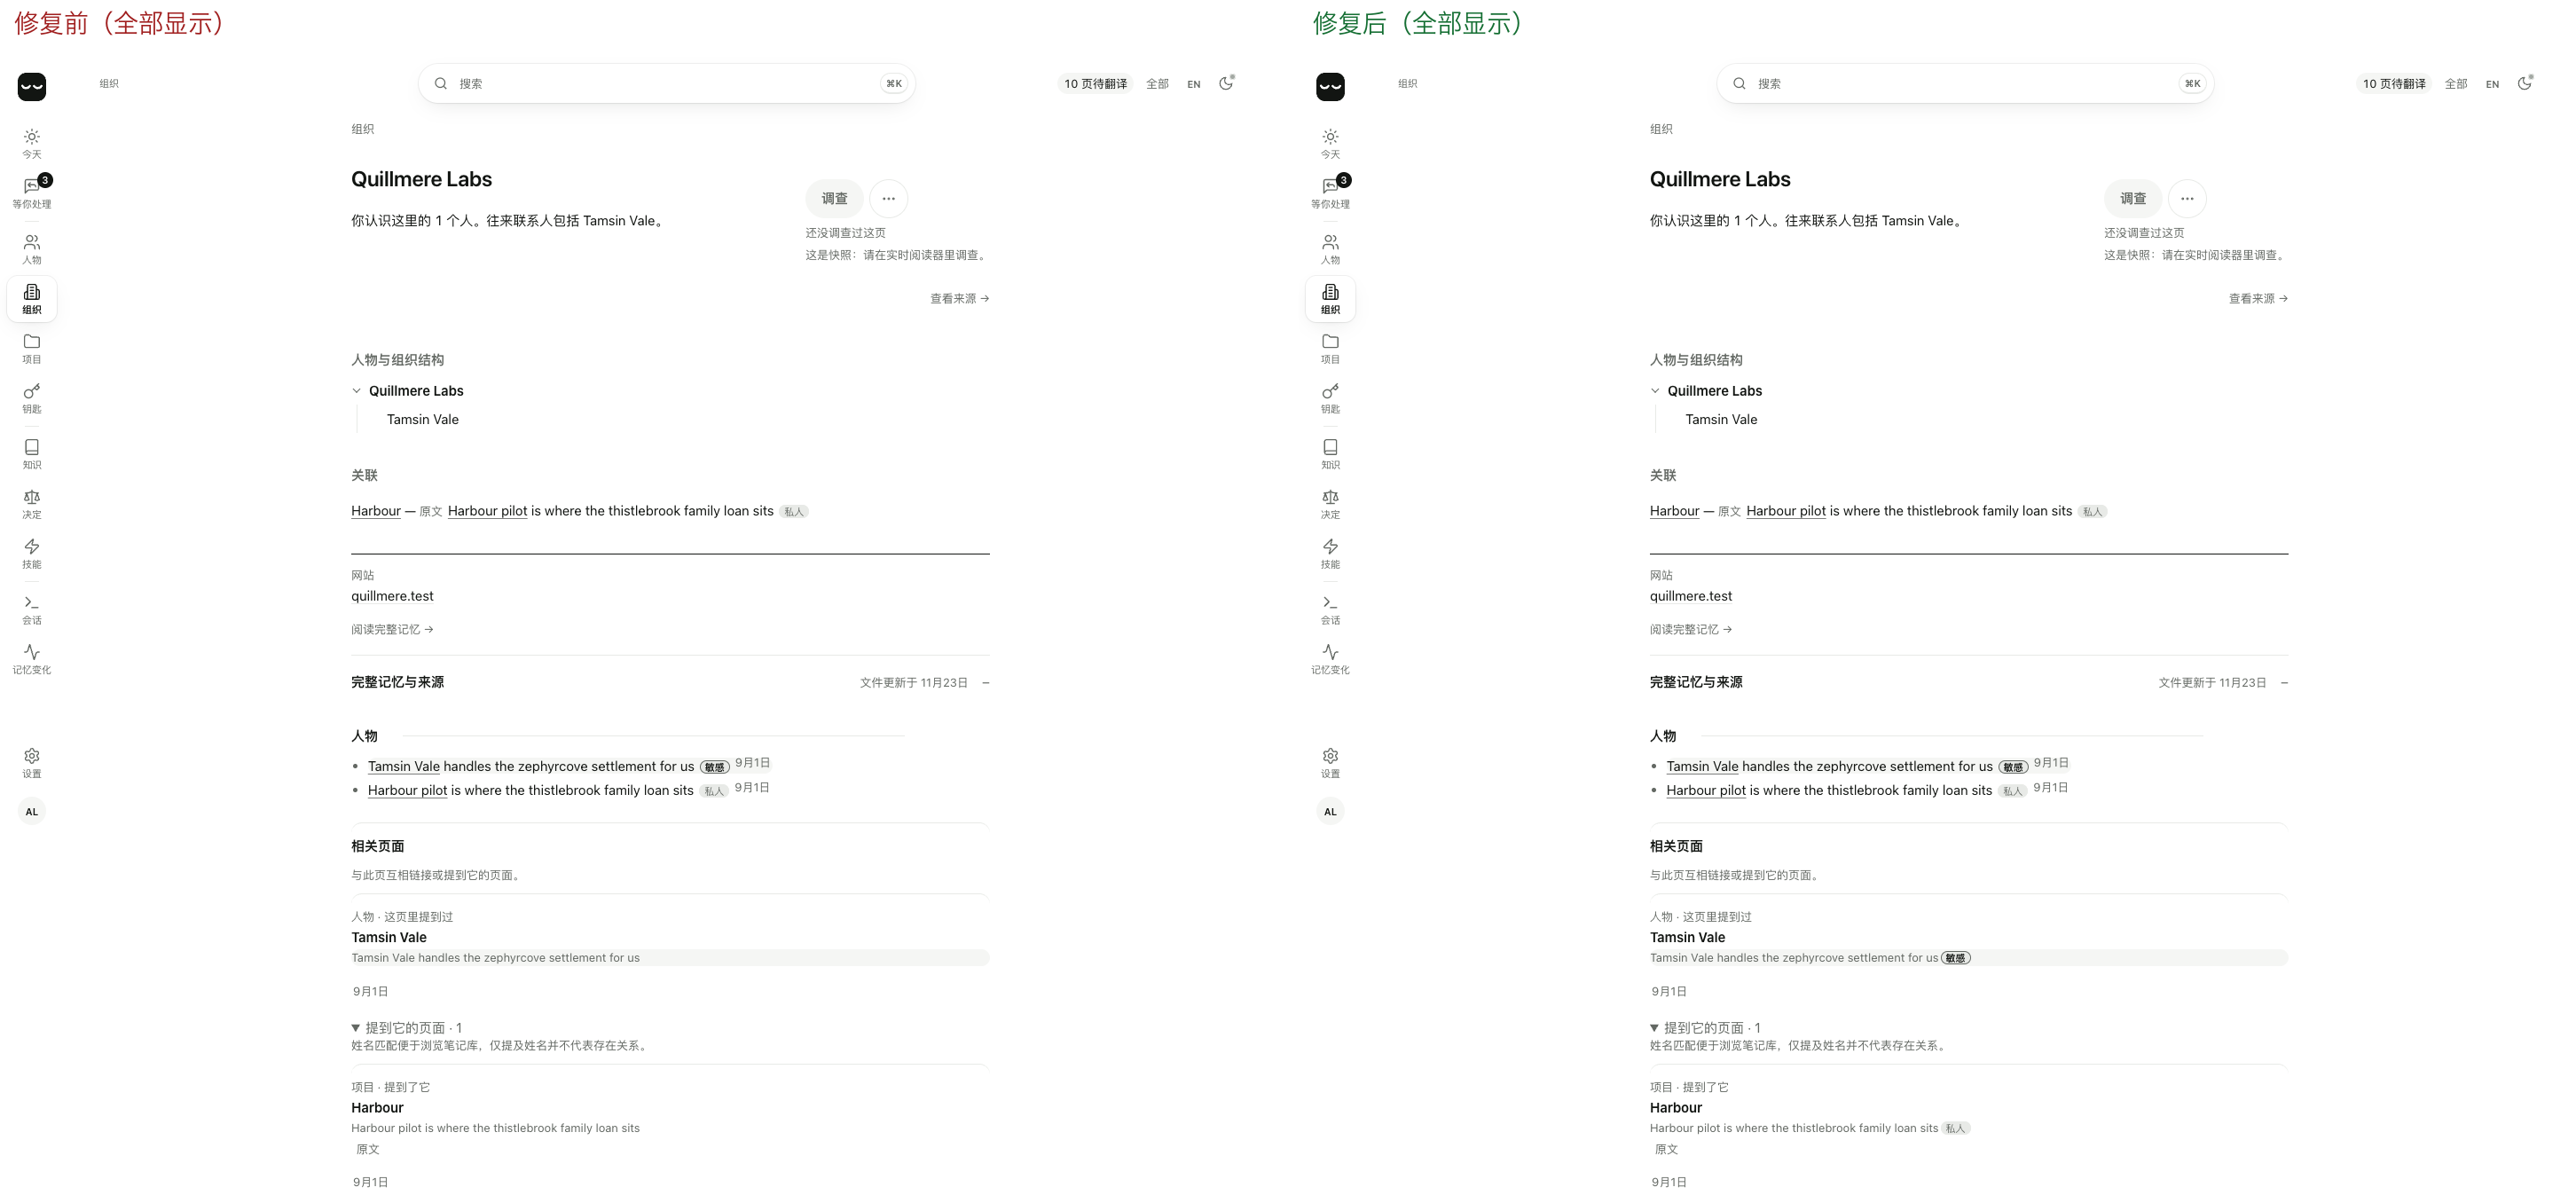 修复前（全部显示）
组织
搜索
⌘K
10 页待翻译
全部
EN
今天
3
等你处理
人物
组织
项目
钥匙
知识
决定
技能
会话
记忆变化
设置
AL
组织
Quillmere Labs
你认识这里的 1 个人。往来联系人包括 Tamsin Vale。
调查
还没调查过这页
这是快照：请在实时阅读器里调查。
查看来源 →
人物与组织结构
Quillmere Labs
Tamsin Vale
关联
Harbour — 原文 Harbour pilot is where the thistlebrook family loan sits 私人
网站
quillmere.test
阅读完整记忆 →
完整记忆与来源 文件更新于 11月23日 −
人物
• Tamsin Vale handles the zephyrcove settlement for us 敏感 9月1日
• Harbour pilot is where the thistlebrook family loan sits 私人 9月1日
相关页面
与此页互相链接或提到它的页面。
人物 · 这页里提到过
Tamsin Vale
Tamsin Vale handles the zephyrcove settlement for us
9月1日
▼ 提到它的页面 · 1
姓名匹配便于浏览笔记库，仅提及姓名并不代表存在关系。
项目 · 提到了它
Harbour
Harbour pilot is where the thistlebrook family loan sits
原文
9月1日
修复后（全部显示）
组织
搜索
⌘K
10 页待翻译
全部
EN
今天
3
等你处理
人物
组织
项目
钥匙
知识
决定
技能
会话
记忆变化
设置
AL
组织
Quillmere Labs
你认识这里的 1 个人。往来联系人包括 Tamsin Vale。
调查
还没调查过这页
这是快照：请在实时阅读器里调查。
查看来源 →
人物与组织结构
Quillmere Labs
Tamsin Vale
关联
Harbour — 原文 Harbour pilot is where the thistlebrook family loan sits 私人
网站
quillmere.test
阅读完整记忆 →
完整记忆与来源 文件更新于 11月23日 −
人物
• Tamsin Vale handles the zephyrcove settlement for us 敏感 9月1日
• Harbour pilot is where the thistlebrook family loan sits 私人 9月1日
相关页面
与此页互相链接或提到它的页面。
人物 · 这页里提到过
Tamsin Vale
Tamsin Vale handles the zephyrcove settlement for us 敏感
9月1日
▼ 提到它的页面 · 1
姓名匹配便于浏览笔记库，仅提及姓名并不代表存在关系。
项目 · 提到了它
Harbour
Harbour pilot is where the thistlebrook family loan sits 私人
原文
9月1日